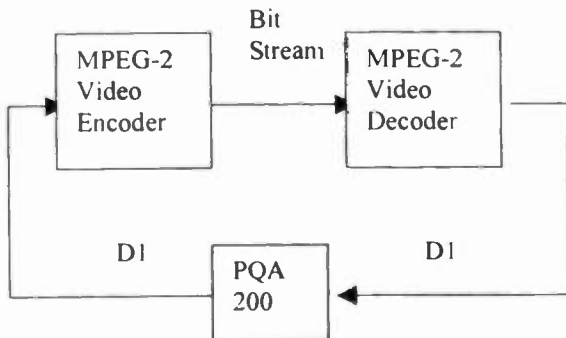 Bit
Stream
MPEG-2
Video
Encoder
MPEG-2
Video
Decoder
D1
PQA
200
D1